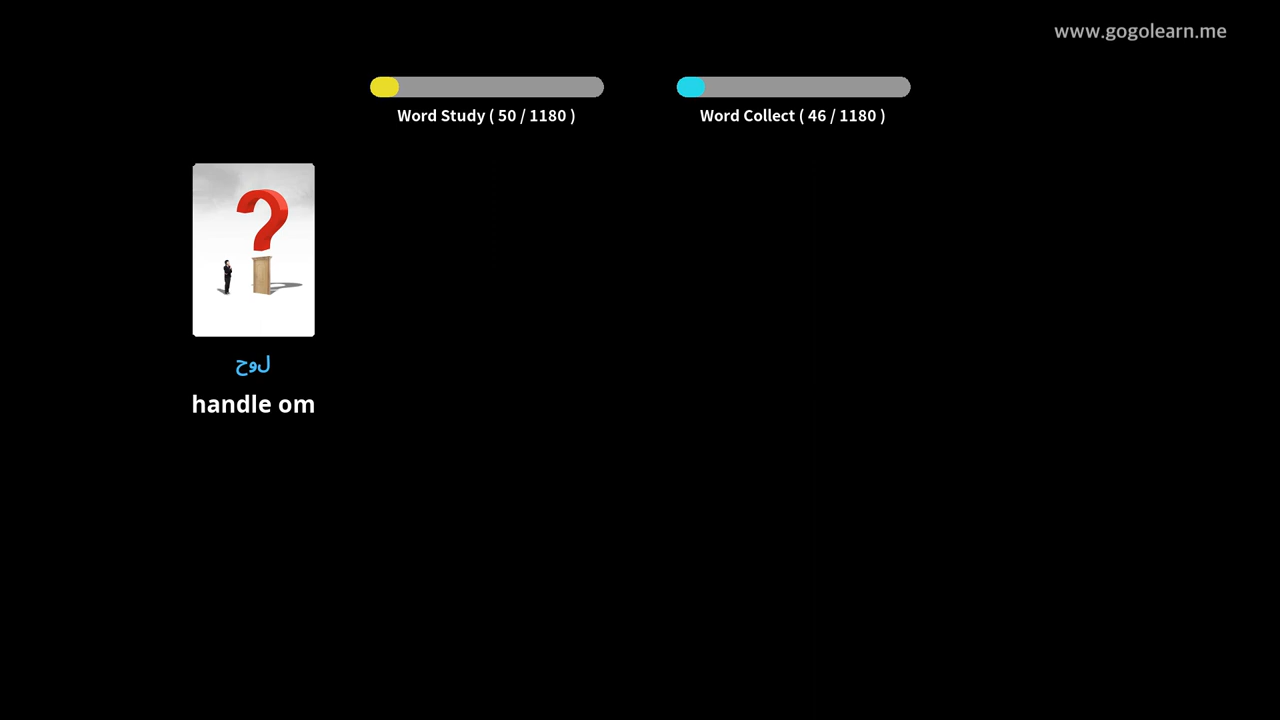 www.gogolearn.me
Word Study ( 50 / 1180 )
Word Collect ( 46 / 1180 )
لوح
handle om